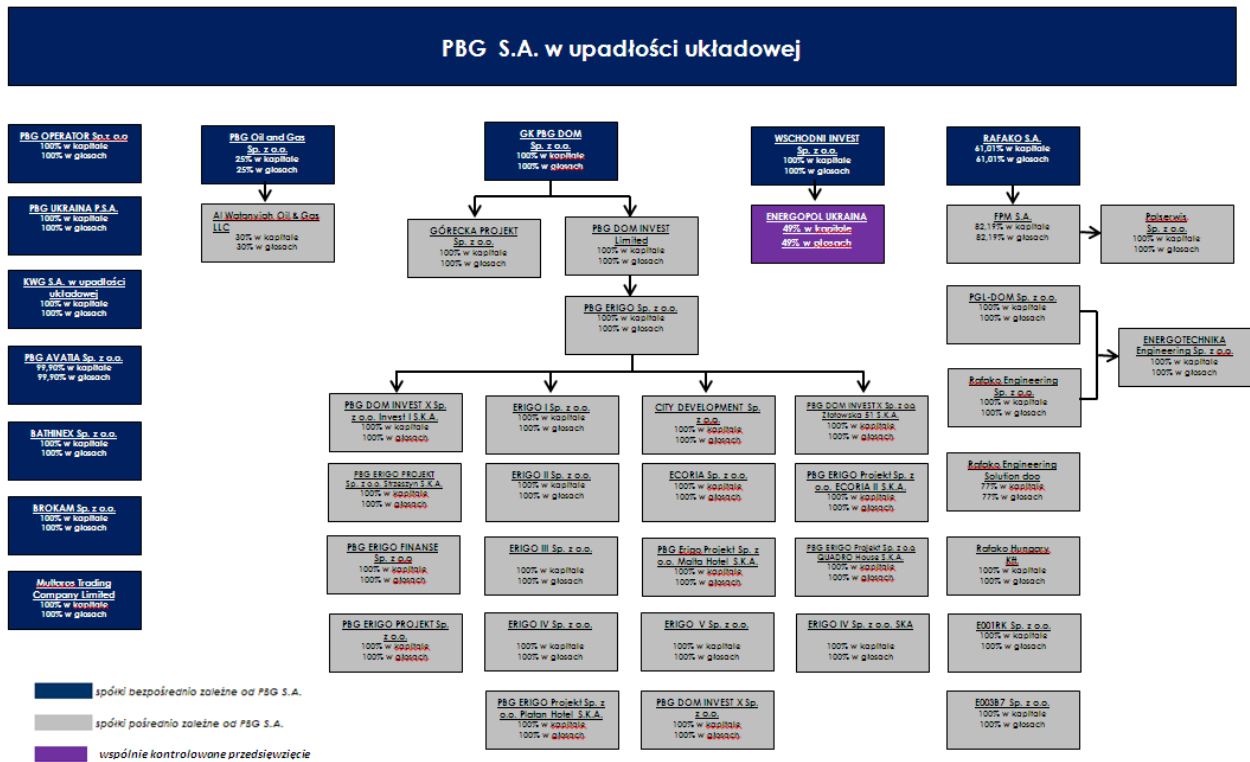 PBG S.A. w upadłości układowej
PBG OPERATOR Sp.z o.o
100% w kapitale
100% w głosach
PBG UKRAINA P.S.A.
100% w kapitale
100% w głosach
KWG S.A. w upadłości
układowej
100% w kapitale
100% w głosach
PBG AVATIA Sp. z o.o.
99,90% w kapitale
99,90% w głosach
BATHINEX Sp. z o.o.
100% w kapitale
100% w głosach
BROKAM Sp. z o.o.
100% w kapitale
100% w głosach
Multaros Trading
Company Limited
100% w kapitale
100% w głosach
PBG Oil and Gas
Sp. z o.o.
25% w kapitale
25% w głosach
Al Watanyiah Oil & Gas
LLC
30% w kapitale
30% w głosach
GK PBG DOM
Sp. z o.o.
100% w kapitale
100% w głosach
GÓRECKA PROJEKT
Sp. z o.o.
100% w kapitale
100% w głosach
PBG DOM INVEST
Limited
100% w kapitale
100% w głosach
PBG ERIGO Sp. z o.o.
100% w kapitale
100% w głosach
PBG DOM INVEST X Sp.
z o.o. Invest I S.K.A.
100% w kapitale
100% w głosach
PBG ERIGO PROJEKT
Sp. z o.o. Strzeszyn S.K.A.
100% w kapitale
100% w głosach
PBG ERIGO FINANSE
Sp. z o.o
100% w kapitale
100% w głosach
PBG ERIGO PROJEKT Sp.
z o.o.
100% w kapitale
100% w głosach
ERIGO I Sp. z o.o.
100% w kapitale
100% w głosach
ERIGO II Sp. z o.o.
100% w kapitale
100% w głosach
ERIGO III Sp. z o.o.
100% w kapitale
100% w głosach
ERIGO IV Sp. z o.o.
100% w kapitale
100% w głosach
PBG ERIGO Projekt Sp. z
o.o. Platan Hotel S.K.A.
100% w kapitale
100% w głosach
CITY DEVELOPMENT Sp.
z o.o.
100% w kapitale
100% w głosach
ECORIA Sp. z o.o.
100% w kapitale
100% w głosach
PBG Erigo Projekt Sp. z
o.o. Malta Hotel S.K.A.
100% w kapitale
100% w głosach
ERIGO V Sp. z o.o.
100% w kapitale
100% w głosach
PBG DOM INVEST X Sp.
z o.o.
100% w kapitale
100% w głosach
PBG DOM INVEST X Sp. z o.o
Złotowska 51 S.K.A.
100% w kapitale
100% w głosach
PBG ERIGO Projekt Sp. z
o.o. ECORIA II S.K.A.
100% w kapitale
100% w głosach
PBG ERIGO Projekt Sp. z o.o
QUADRO House S.K.A.
100% w kapitale
100% w głosach
ERIGO IV Sp. z o.o. SKA
100% w kapitale
100% w głosach
WSCHODNI INVEST
Sp. z o.o.
100% w kapitale
100% w głosach
ENERGOPOL UKRAINA
49% w kapitale
49% w głosach
RAFAKO S.A.
61,01% w kapitale
61,01% w głosach
FPM S.A.
82,19% w kapitale
82,19% w głosach
Palserwis
Sp. z o.o.
100% w kapitale
100% w głosach
PGL-DOM Sp. z o.o.
100% w kapitale
100% w głosach
Rafako Engineering
Sp. z o.o.
100% w kapitale
100% w głosach
ENERGOTECHNIKA
Engineering Sp. z o.o.
100% w kapitale
100% w głosach
Rafako Engineering
Solution doo
77% w kapitale
77% w głosach
Rafako Hungary
Kft.
100% w kapitale
100% w głosach
E001RK Sp. z o.o.
100% w kapitale
100% w głosach
E003B7 Sp. z o.o.
100% w kapitale
100% w głosach
spółki bezpośrednio zależne od PBG S.A.
spółki pośrednio zależne od PBG S.A.
wspólnie kontrolowane przedsięwzięcie